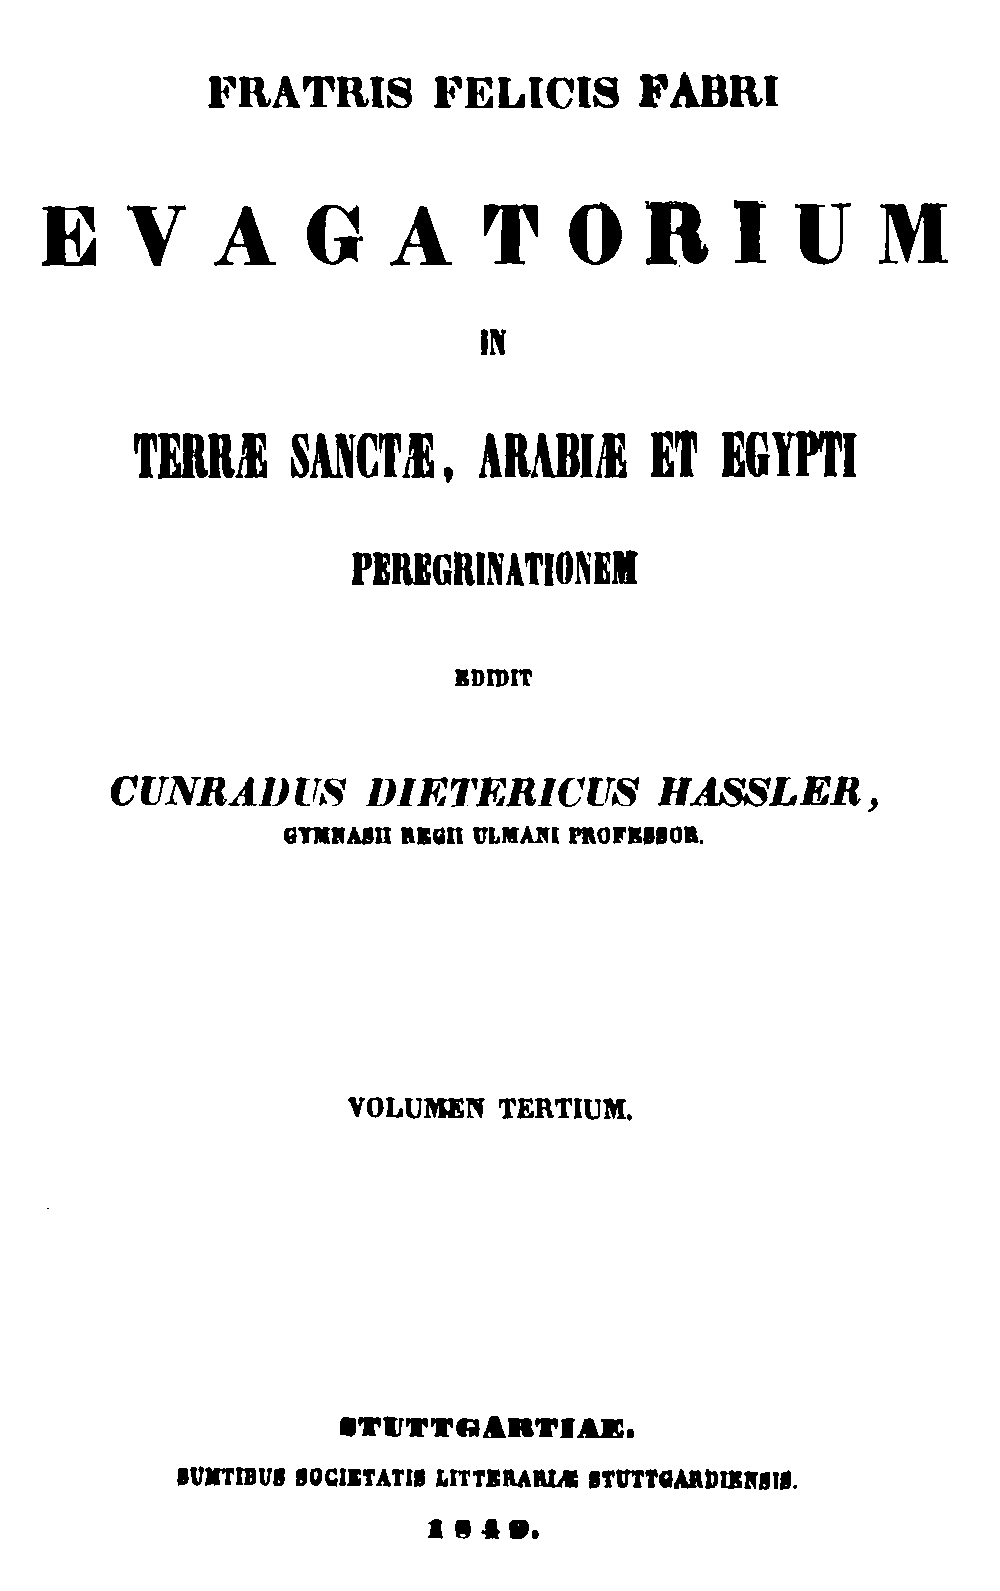 FRATRIS FELICIS FABRI
EVAGATORIUM
IN
TERRÆ SANCTÆ, ARABIÆ ET EGYPTI
PEREGRINATIONEM
EDIDIT
CUNRADUS DIETERICUS HASSLER,
GYMNASII REGII ULMANI PROFESSOR.
VOLUMEN TERTIUM.
STUTTGARTIAE.
SUMTIBUS SOCIETATIS LITTERARIÆ STUTTGARDIENSIS.
1849.